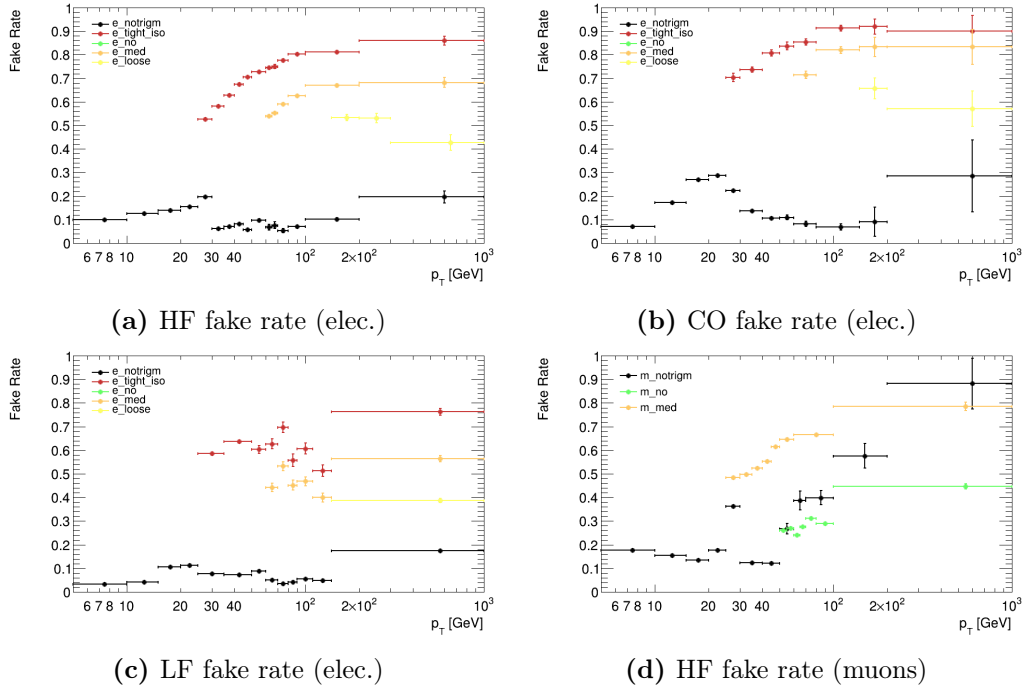 Fake Rate
1
0.9
0.8
0.7
0.6
0.5
0.4
0.3
0.2
0.1
0
e_notrigm
e_tight_iso
e_no
e_med
e_loose
6 7 8 10 20 30 40 10² 2×10² 10³
p_T [GeV]
(a) HF fake rate (elec.)
Fake Rate
1
0.9
0.8
0.7
0.6
0.5
0.4
0.3
0.2
0.1
0
e_notrigm
e_tight_iso
e_no
e_med
e_loose
6 7 8 10 20 30 40 10² 2×10² 10³
p_T [GeV]
(b) CO fake rate (elec.)
Fake Rate
1
0.9
0.8
0.7
0.6
0.5
0.4
0.3
0.2
0.1
0
e_notrigm
e_tight_iso
e_no
e_med
e_loose
6 7 8 10 20 30 40 10² 2×10² 10³
p_T [GeV]
(c) LF fake rate (elec.)
Fake Rate
1
0.9
0.8
0.7
0.6
0.5
0.4
0.3
0.2
0.1
0
m_notrigm
m_no
m_med
6 7 8 10 20 30 40 10² 2×10² 10³
p_T [GeV]
(d) HF fake rate (muons)